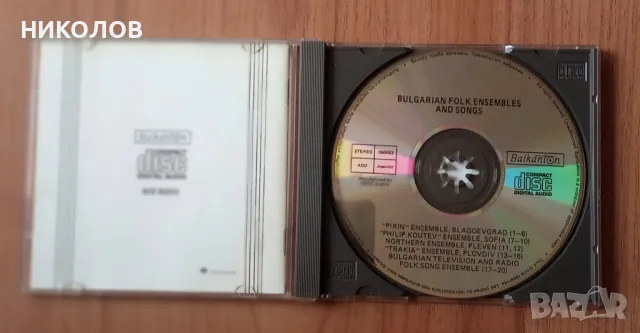 НИКОЛОВ
Balkanton
COMPACT
disc
DIGITAL AUDIO
BULGARIAN FOLK ENSEMBLES
AND SONGS
STEREO
ADD
Balkanton
COMPACT
disc
DIGITAL AUDIO
"PIRIN" ENSEMBLE, BLAGOEVGRAD (1–6)
"PHILIP KOUTEV" ENSEMBLE, SOFIA (7–10)
NORTHERN ENSEMBLE, PLEVEN (11, 12)
"TRAKIA" ENSEMBLE, PLOVDIV (13–16)
BULGARIAN TELEVISION AND RADIO
FOLK SONG ENSEMBLE (17–20)
bazar